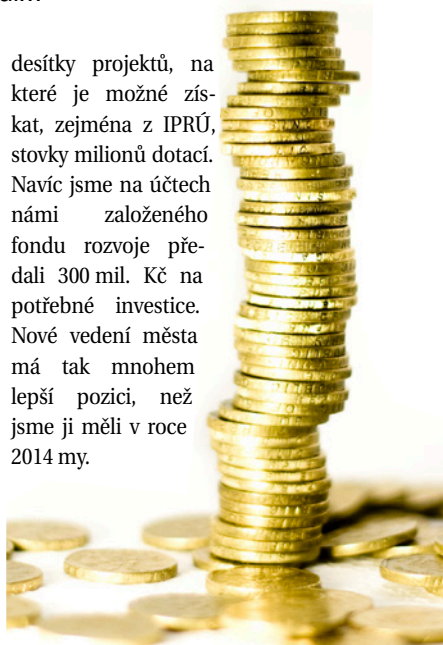 desítky projektů, na
které je možné zís-
kat, zejména z IPRÚ,
stovky milionů dotací.
Navíc jsme na účtech
námi založeného
fondu rozvoje pře-
dali 300 mil. Kč na
potřebné investice.
Nové vedení města
má tak mnohem
lepší pozici, než
jsme ji měli v roce
2014 my.